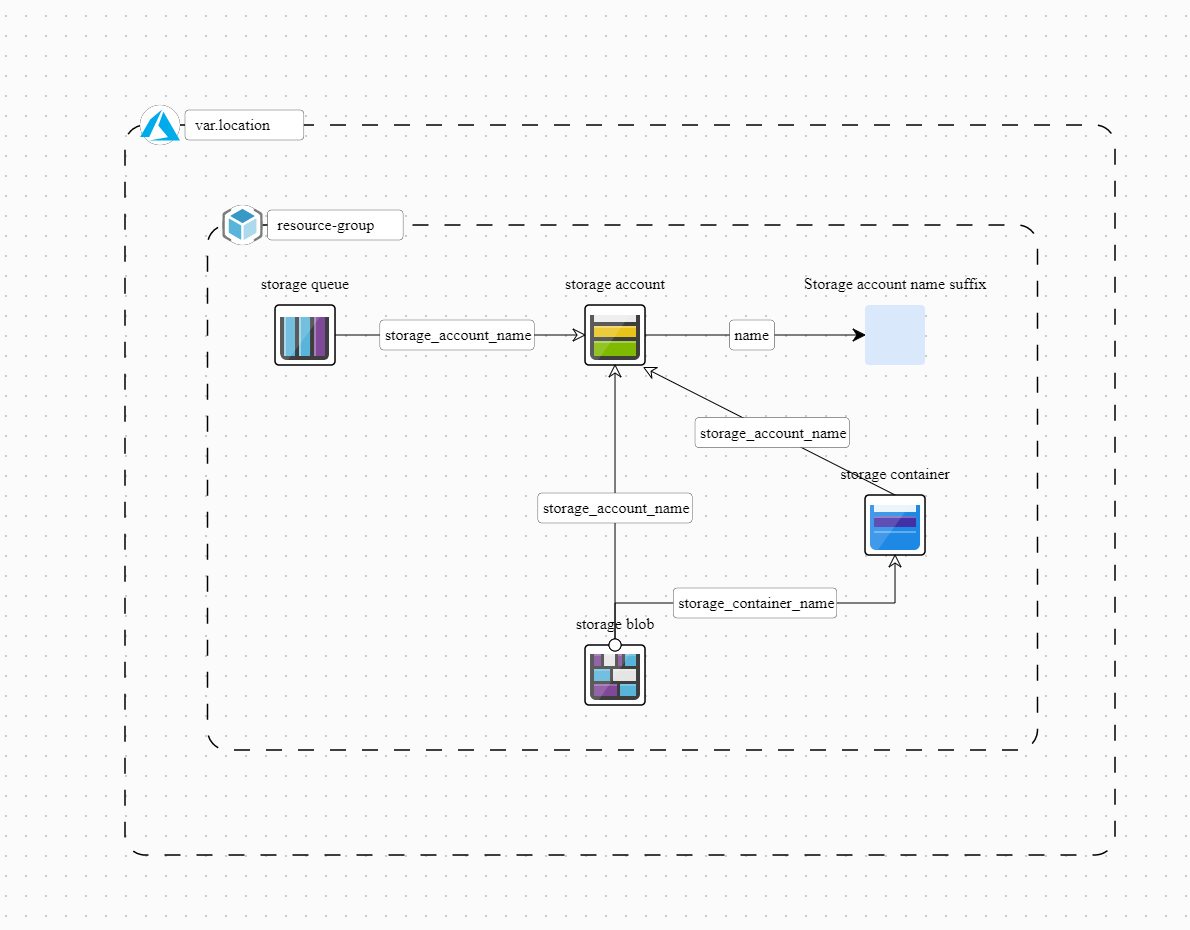 var.location
resource-group
storage queue
storage account
Storage account name suffix
storage_account_name
name
storage_account_name
storage container
storage_account_name
storage_container_name
storage blob